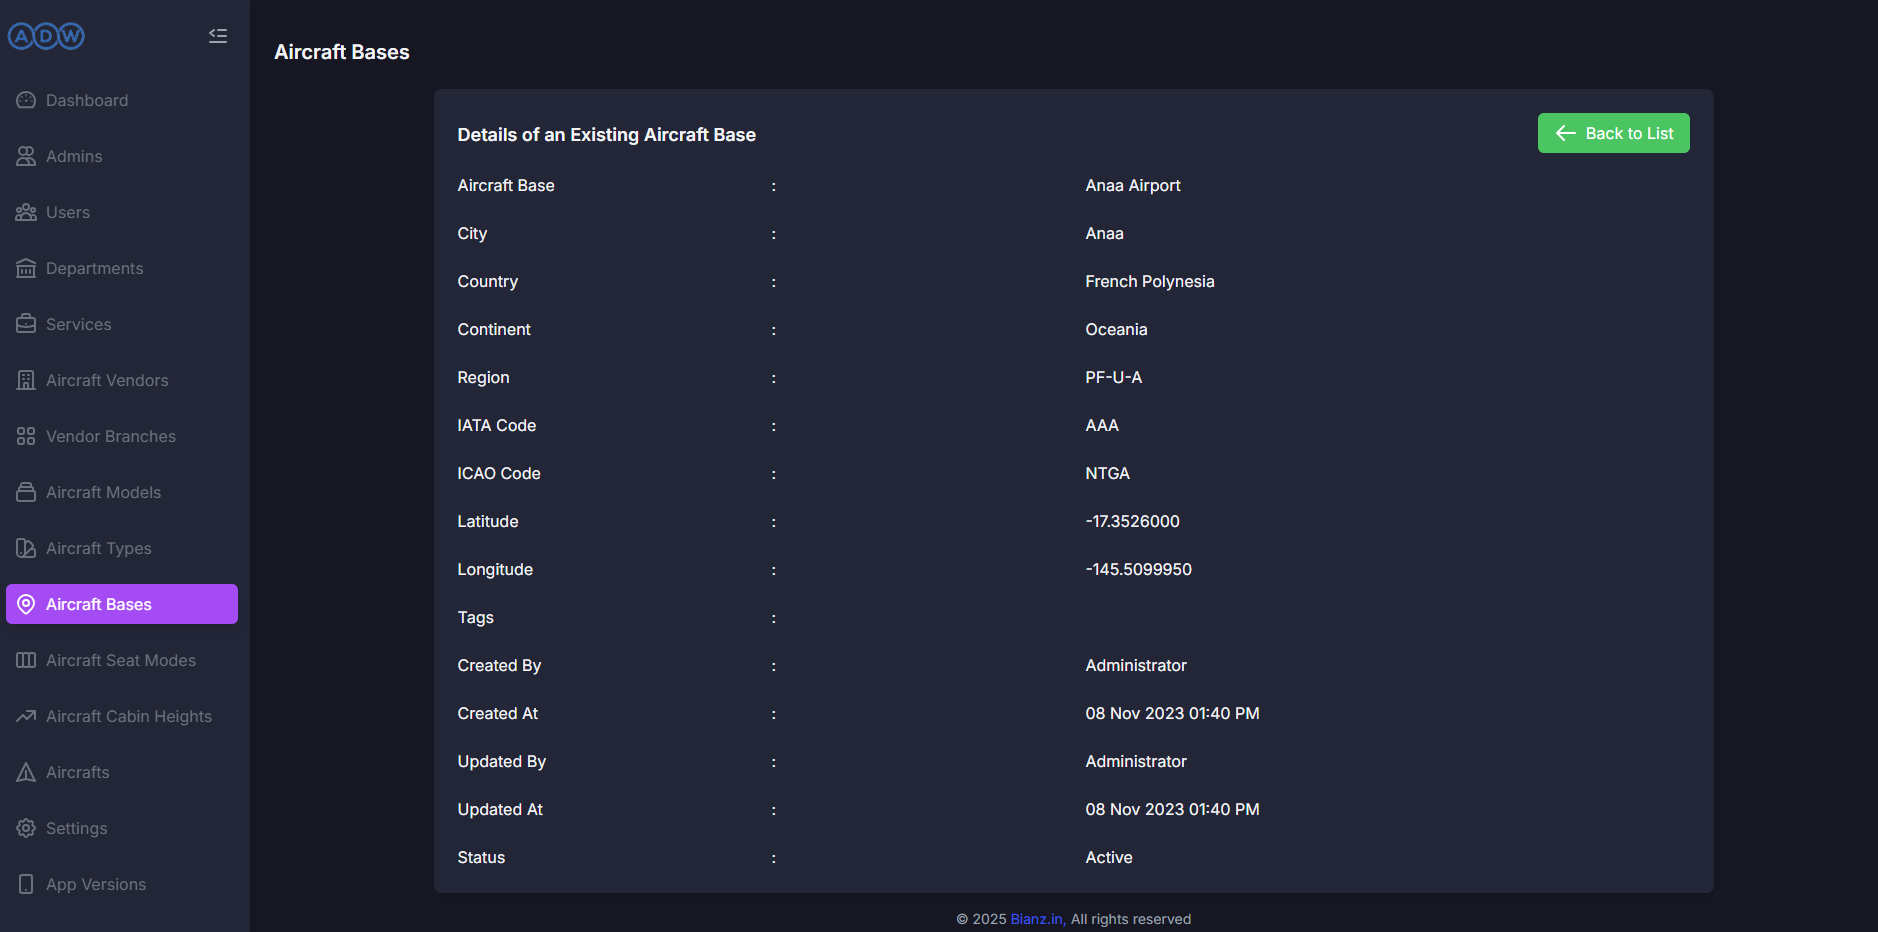 ADW
Dashboard
Admins
Users
Departments
Services
Aircraft Vendors
Vendor Branches
Aircraft Models
Aircraft Types
Aircraft Bases
Aircraft Seat Modes
Aircraft Cabin Heights
Aircrafts
Settings
App Versions
Aircraft Bases
Details of an Existing Aircraft Base
Back to List
Aircraft Base : Anaa Airport
City : Anaa
Country : French Polynesia
Continent : Oceania
Region : PF-U-A
IATA Code : AAA
ICAO Code : NTGA
Latitude : -17.3526000
Longitude : -145.5099950
Tags :
Created By : Administrator
Created At : 08 Nov 2023 01:40 PM
Updated By : Administrator
Updated At : 08 Nov 2023 01:40 PM
Status : Active
© 2025 Bianz.in, All rights reserved